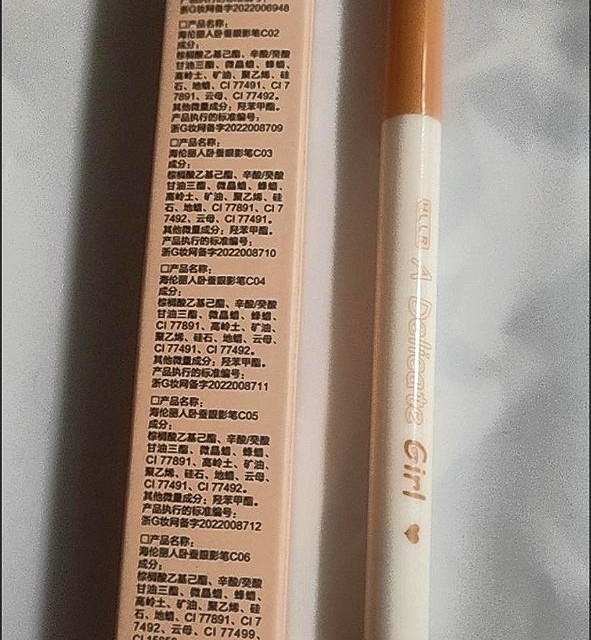 浙G妆网备字2022006948
□产品名称：
海伦丽人卧蚕眼影笔C02
成分：
棕榈酸乙基己酯、辛酸/癸酸
甘油三酯、微晶蜡、蜂蜡、
高岭土、矿油、聚乙烯、硅
石、地蜡、CI 77491、CI 7
7891、云母、CI 77492。
其他微量成分：羟苯甲酯。
产品执行的标准编号：
浙G妆网备字2022008709
□产品名称：
海伦丽人卧蚕眼影笔C03
成分：
棕榈酸乙基己酯、辛酸/癸酸
甘油三酯、微晶蜡、蜂蜡、
高岭土、矿油、聚乙烯、硅
石、地蜡、CI 77891、CI 7
7492、云母、CI 77491。
其他微量成分：羟苯甲酯。
产品执行的标准编号：
浙G妆网备字2022008710
□产品名称：
海伦丽人卧蚕眼影笔C04
成分：
棕榈酸乙基己酯、辛酸/癸酸
甘油三酯、微晶蜡、蜂蜡、
CI 77891、高岭土、矿油、
聚乙烯、硅石、地蜡、云母、
CI 77491、CI 77492。
其他微量成分：羟苯甲酯。
产品执行的标准编号：
浙G妆网备字2022008711
□产品名称：
海伦丽人卧蚕眼影笔C05
成分：
棕榈酸乙基己酯、辛酸/癸酸
甘油三酯、微晶蜡、蜂蜡、
CI 77891、高岭土、矿油、
聚乙烯、硅石、地蜡、云母、
CI 77491、CI 77492。
其他微量成分：羟苯甲酯。
产品执行的标准编号：
浙G妆网备字2022008712
□产品名称：
海伦丽人卧蚕眼影笔C06
成分：
棕榈酸乙基己酯、辛酸/癸酸
甘油三酯、微晶蜡、蜂蜡、
高岭土、矿油、聚乙烯、硅
石、地蜡、CI 77891、CI 7
7492、云母、CI 77499、
A Delicate Girl